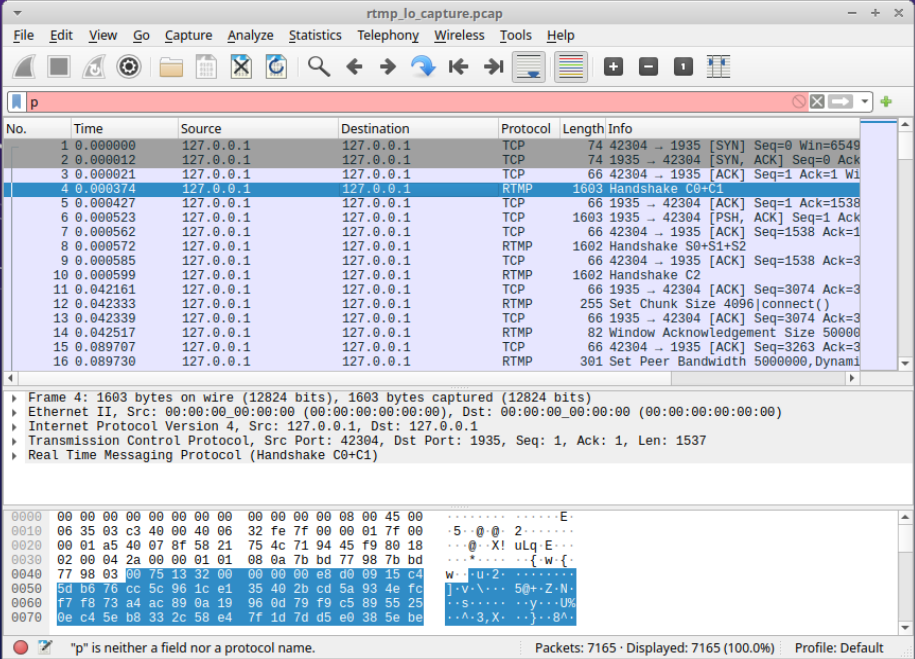 rtmp_lo_capture.pcap
File Edit View Go Capture Analyze Statistics Telephony Wireless Tools Help
p
No. Time Source Destination Protocol Length Info
1 0.000000 127.0.0.1 127.0.0.1 TCP 74 42304 → 1935 [SYN] Seq=0 Win=6549
2 0.000012 127.0.0.1 127.0.0.1 TCP 74 1935 → 42304 [SYN, ACK] Seq=0 Ack
3 0.000021 127.0.0.1 127.0.0.1 TCP 66 42304 → 1935 [ACK] Seq=1 Ack=1 Wi
4 0.000374 127.0.0.1 127.0.0.1 RTMP 1603 Handshake C0+C1
5 0.000427 127.0.0.1 127.0.0.1 TCP 66 1935 → 42304 [ACK] Seq=1 Ack=1538
6 0.000523 127.0.0.1 127.0.0.1 TCP 1603 1935 → 42304 [PSH, ACK] Seq=1 Ack
7 0.000562 127.0.0.1 127.0.0.1 TCP 66 42304 → 1935 [ACK] Seq=1538 Ack=1
8 0.000572 127.0.0.1 127.0.0.1 RTMP 1602 Handshake S0+S1+S2
9 0.000585 127.0.0.1 127.0.0.1 TCP 66 42304 → 1935 [ACK] Seq=1538 Ack=3
10 0.000599 127.0.0.1 127.0.0.1 RTMP 1602 Handshake C2
11 0.042161 127.0.0.1 127.0.0.1 TCP 66 1935 → 42304 [ACK] Seq=3074 Ack=3
12 0.042333 127.0.0.1 127.0.0.1 RTMP 255 Set Chunk Size 4096|connect()
13 0.042339 127.0.0.1 127.0.0.1 TCP 66 1935 → 42304 [ACK] Seq=3074 Ack=3
14 0.042517 127.0.0.1 127.0.0.1 RTMP 82 Window Acknowledgement Size 50000
15 0.089707 127.0.0.1 127.0.0.1 TCP 66 42304 → 1935 [ACK] Seq=3263 Ack=3
16 0.089730 127.0.0.1 127.0.0.1 RTMP 301 Set Peer Bandwidth 5000000,Dynami
Frame 4: 1603 bytes on wire (12824 bits), 1603 bytes captured (12824 bits)
Ethernet II, Src: 00:00:00_00:00:00 (00:00:00:00:00:00), Dst: 00:00:00_00:00:00 (00:00:00:00:00:00)
Internet Protocol Version 4, Src: 127.0.0.1, Dst: 127.0.0.1
Transmission Control Protocol, Src Port: 42304, Dst Port: 1935, Seq: 1, Ack: 1, Len: 1537
Real Time Messaging Protocol (Handshake C0+C1)
0000 00 00 00 00 00 00 00 00 00 00 00 00 08 00 45 00 ········ ······E·
0010 06 35 03 c3 40 00 40 06 32 fe 7f 00 00 01 7f 00 ·5··@·@· 2·······
0020 00 01 a5 40 07 8f 58 21 75 4c 71 94 45 f9 80 18 ···@··X! uLq·E···
0030 02 00 04 2a 00 00 01 01 08 0a 7b bd 77 98 7b bd ···*···· ··{·w·{·
0040 77 98 03 00 75 13 32 00 00 00 00 e8 d0 09 15 c4 w···u·2· ········
0050 5d b6 76 cc 5c 96 1c e1 35 40 2b cd 5a 93 4e fc ]·v·\··· 5@+·Z·N·
0060 f7 f8 73 a4 ac 89 0a 19 96 0d 79 f9 c5 89 55 25 ··s····· ··y···U%
0070 0e c4 5e b8 33 2c 58 e4 7f 1d 7d d5 e0 38 5e be ··^·3,X· ··}··8^·
"p" is neither a field nor a protocol name. Packets: 7165 · Displayed: 7165 (100.0%) Profile: Default